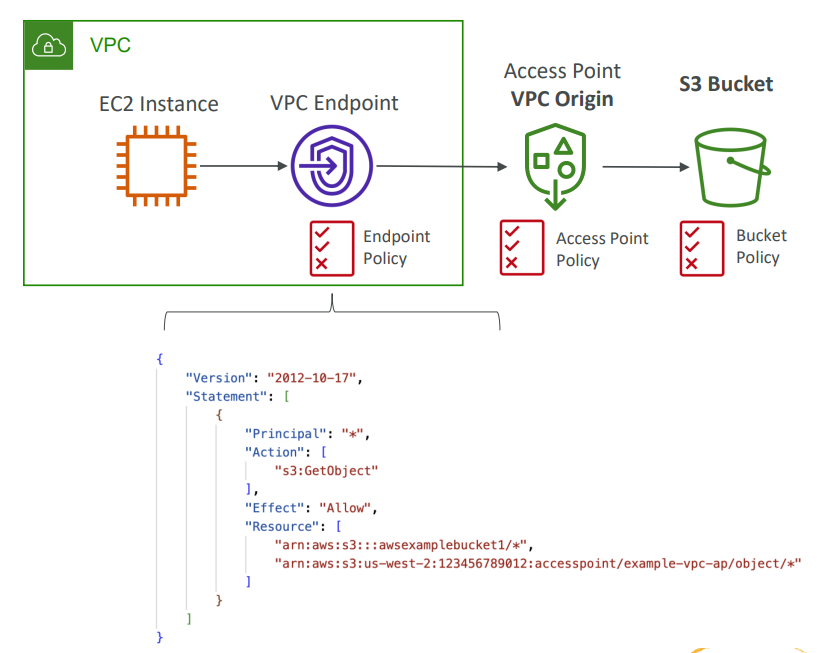 VPC
EC2 Instance
VPC Endpoint
Access Point
VPC Origin
S3 Bucket
Endpoint
Policy
Access Point
Policy
Bucket
Policy
{
"Version": "2012-10-17",
"Statement": [
{
"Principal": "*",
"Action": [
"s3:GetObject"
],
"Effect": "Allow",
"Resource": [
"arn:aws:s3:::awsexamplebucket1/*",
"arn:aws:s3:us-west-2:123456789012:accesspoint/example-vpc-ap/object/*"
]
}
]
}